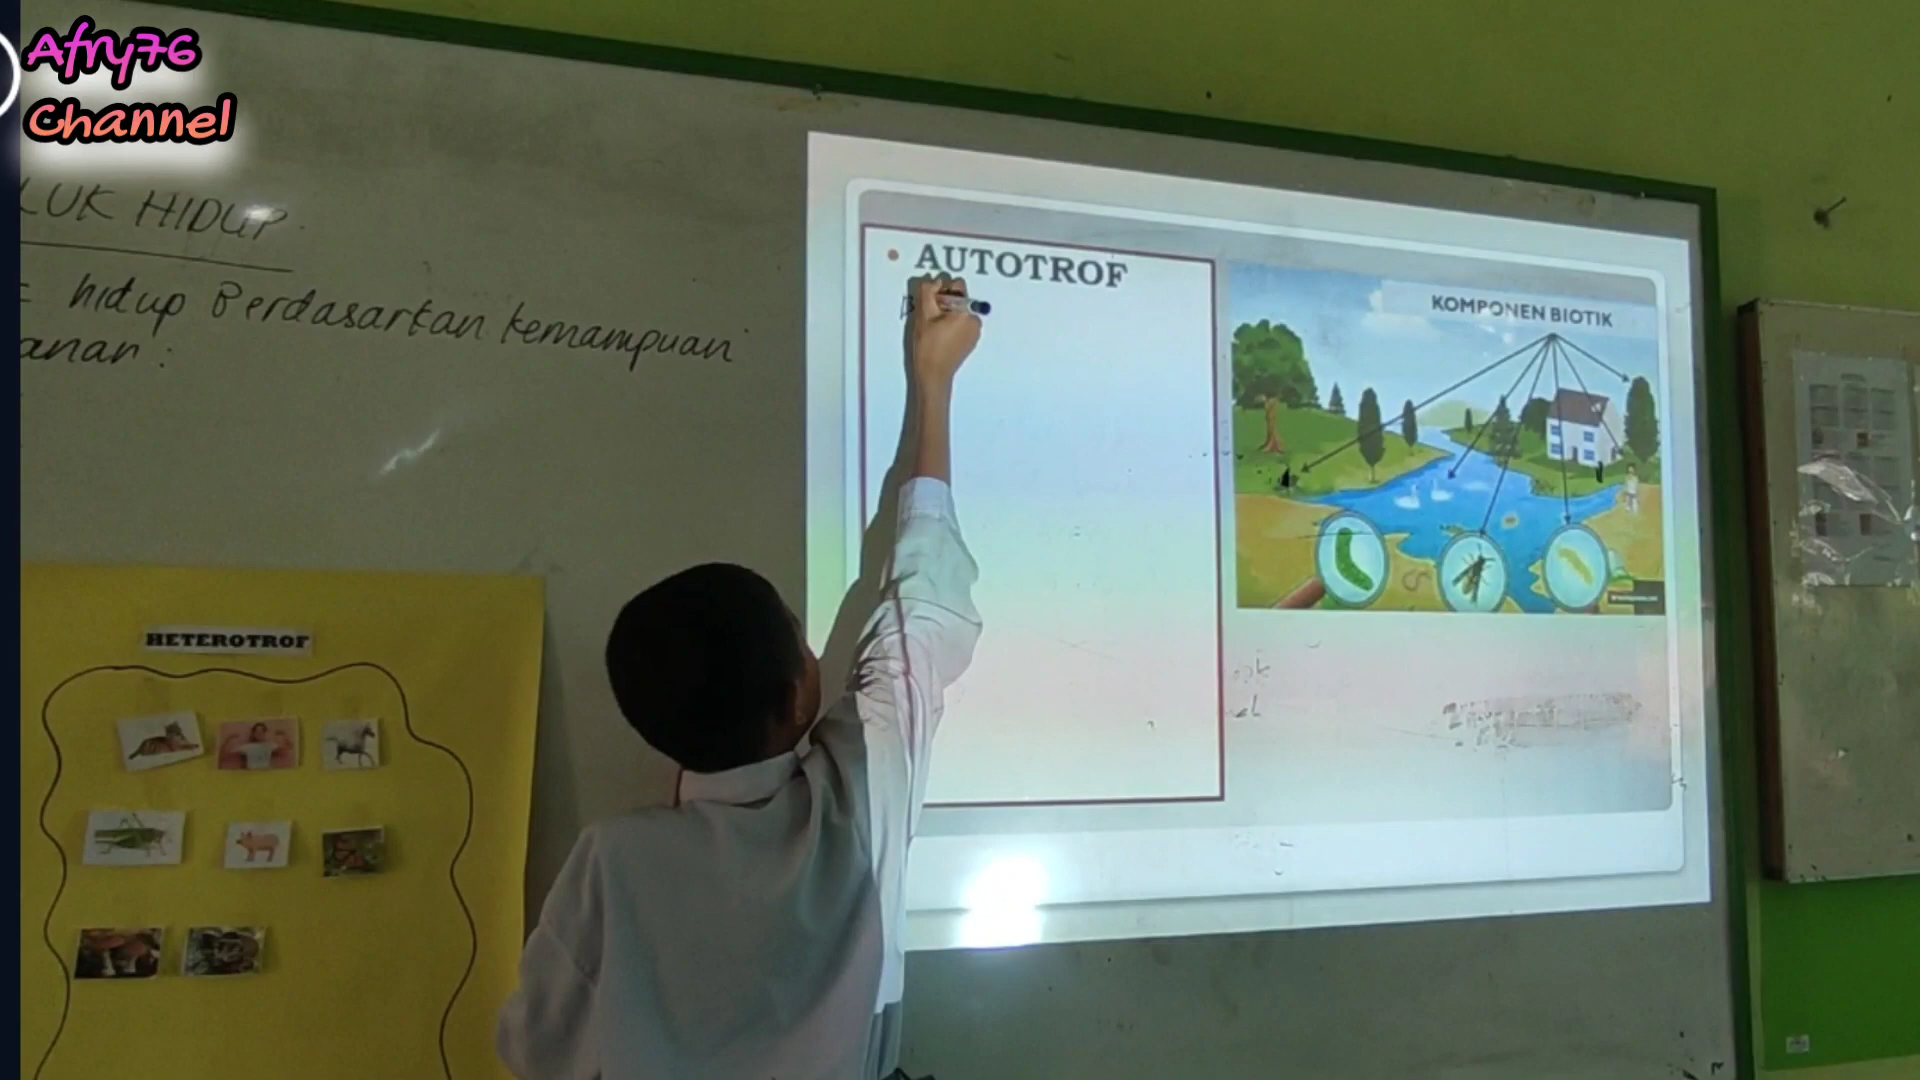 Afry76
Channel
LUK HIDUP
hidup Berdasarkan kemampuan
anan :
HETEROTROF
• AUTOTROF
B
KOMPONEN BIOTIK